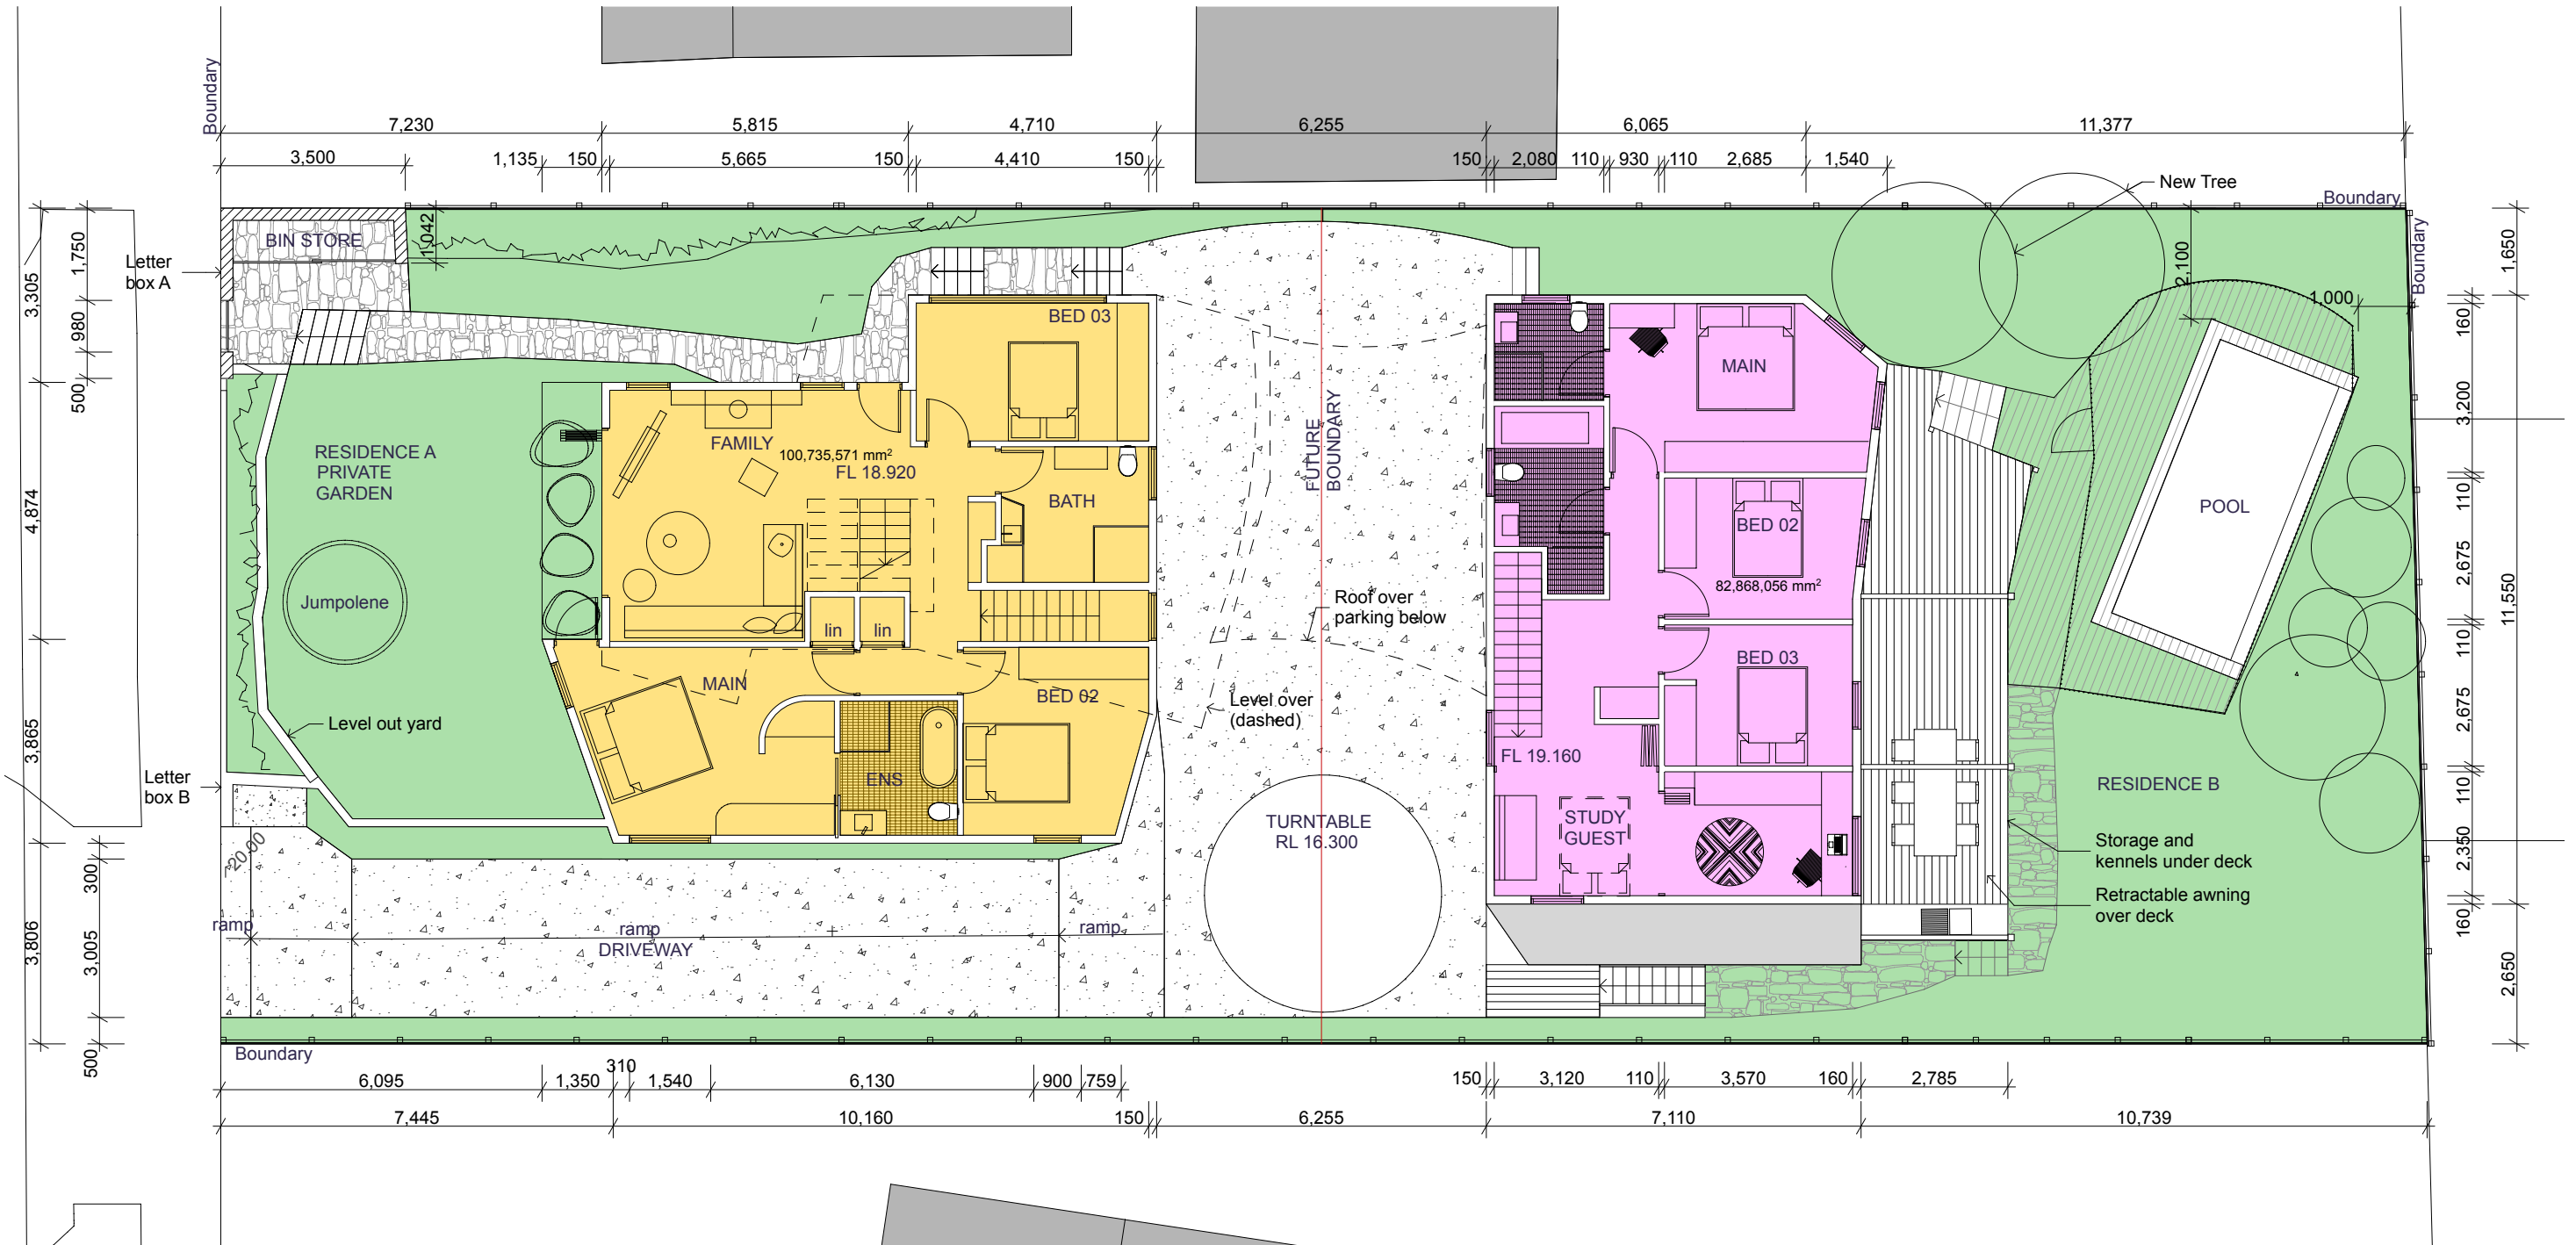 Boundary
7,230
5,815
4,710
6,255
6,065
11,377
3,500
1,135
150
5,665
150
4,410
150
150
2,080
110
930
110
2,685
1,540
New Tree
Boundary
Boundary
3,305
1,750
980
500
4,874
3,865
300
3,806
3,005
500
Letter
box A
BIN STORE
1,042
2,100
1,000
1,650
160
3,200
110
2,675
11,550
110
2,675
110
2,350
160
2,650
BED 03
MAIN
RESIDENCE A
PRIVATE
GARDEN
FAMILY
100,735,571 mm²
FL 18.920
BATH
FUTURE
BOUNDARY
BED 02
82,868,056 mm²
POOL
Jumpolene
lin
lin
Roof over
parking below
MAIN
BED 02
BED 03
Level over
(dashed)
Level out yard
FL 19.160
Letter
box B
ENS
RESIDENCE B
20.00
TURNTABLE
RL 16.300
STUDY
GUEST
Storage and
kennels under deck
Retractable awning
over deck
ramp
ramp
DRIVEWAY
ramp
Boundary
6,095
1,350
310
1,540
6,130
900
759
150
3,120
110
3,570
160
2,785
7,445
10,160
150
6,255
7,110
10,739